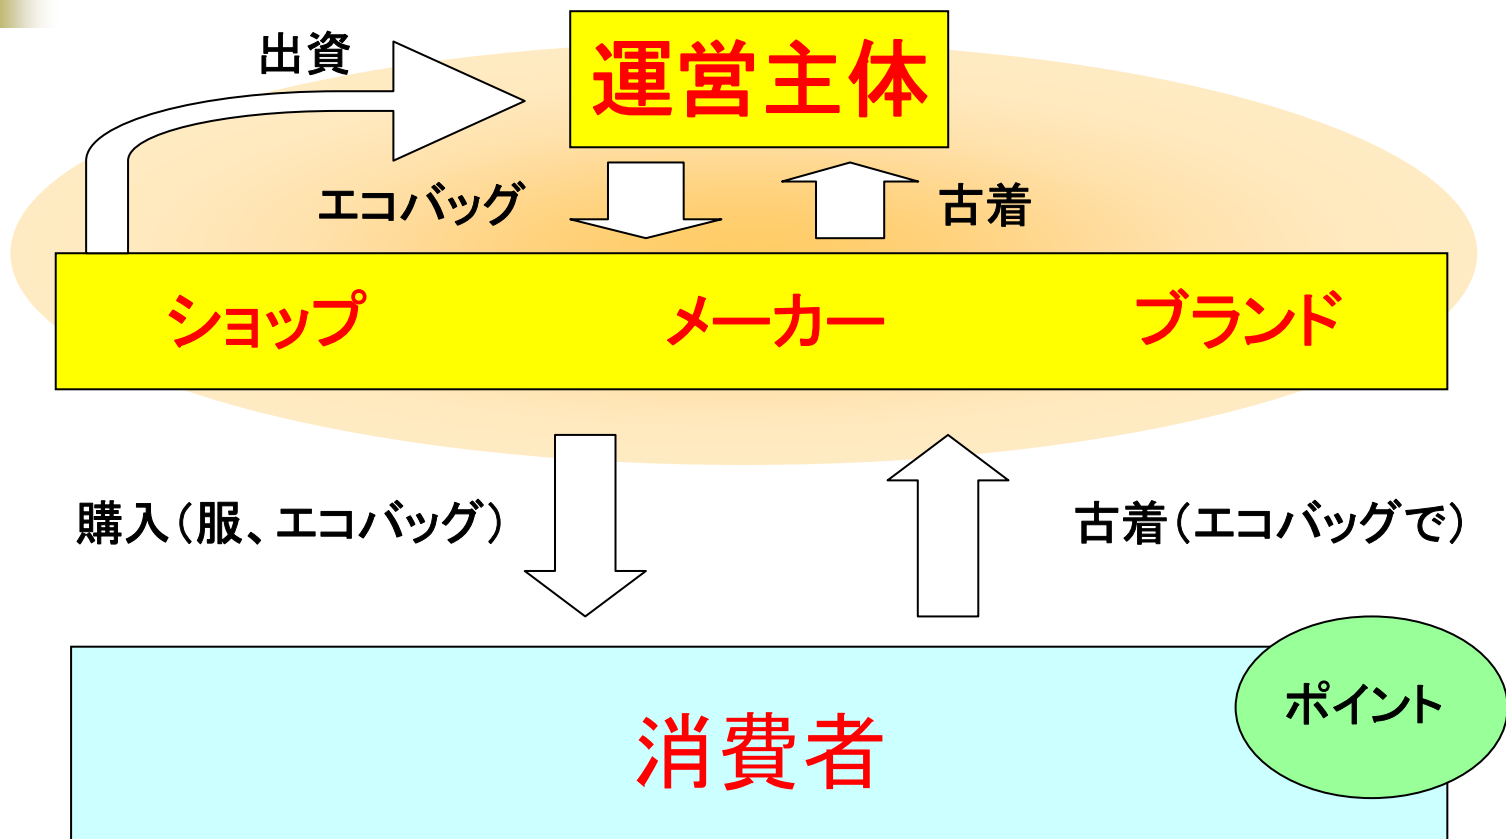 出資
運営主体
エコバッグ
古着
ショップ
メーカー
ブランド
購入(服、エコバッグ)
古着(エコバッグで)
ポイント
消費者